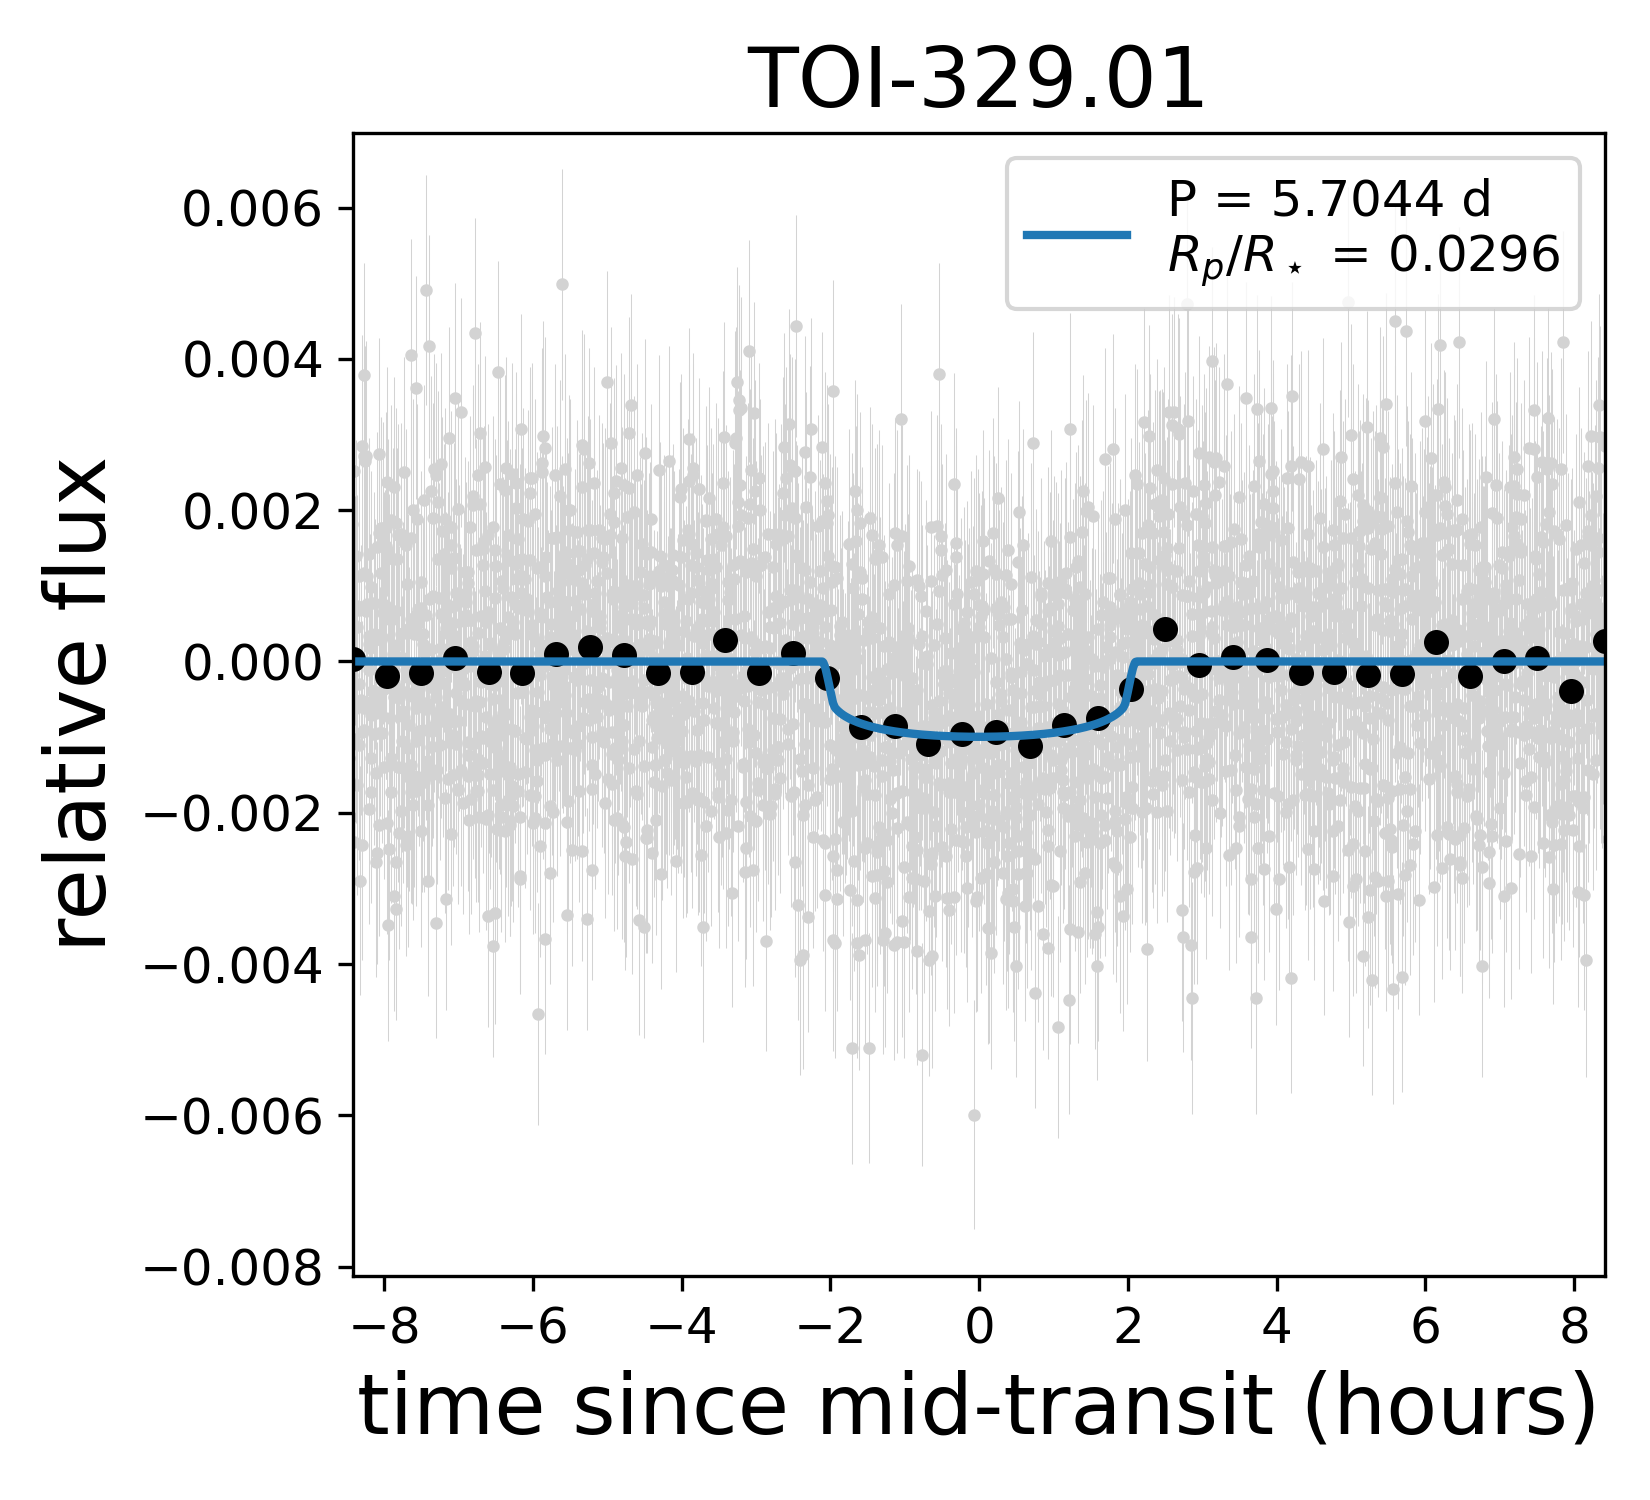 TOI-329.01
P = 5.7044 d
Rp/R⋆ = 0.0296
relative flux
0.006
0.004
0.002
0.000
−0.002
−0.004
−0.006
−0.008
−8 −6 −4 −2 0 2 4 6 8
time since mid-transit (hours)